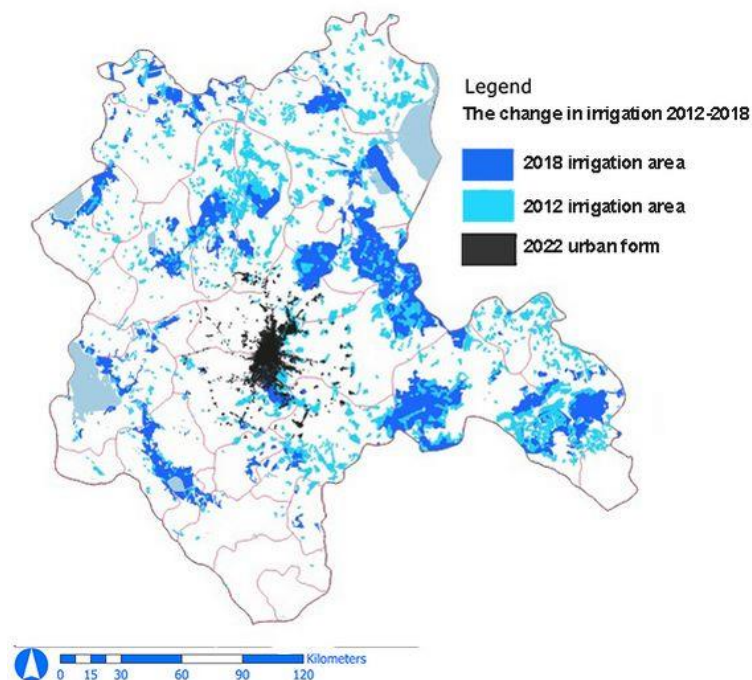 Legend
The change in irrigation 2012-2018
2018 irrigation area
2012 irrigation area
2022 urban form
Kilometers
0 15 30 60 90 120